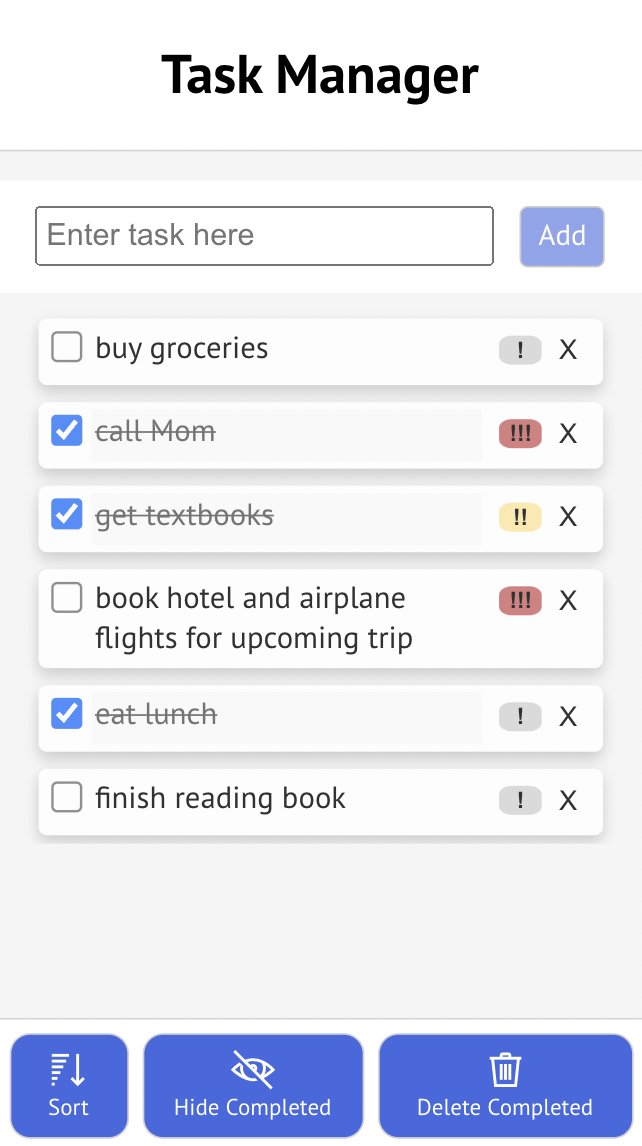 Task Manager
Enter task here Add
buy groceries ! X
call Mom !!! X
get textbooks !! X
book hotel and airplane !!! X
flights for upcoming trip
eat lunch ! X
finish reading book ! X
Sort Hide Completed Delete Completed